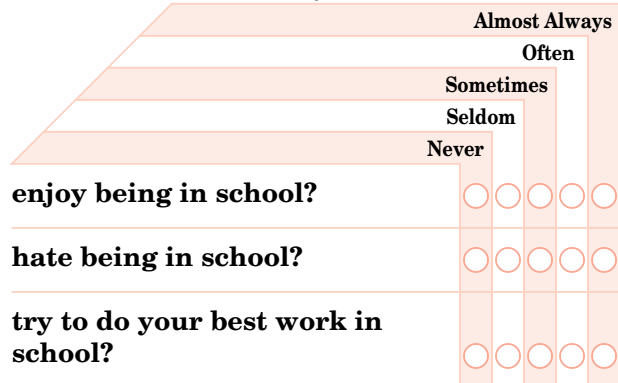 Almost Always
Often
Sometimes
Seldom
Never
enjoy being in school?
hate being in school?
try to do your best work in
school?